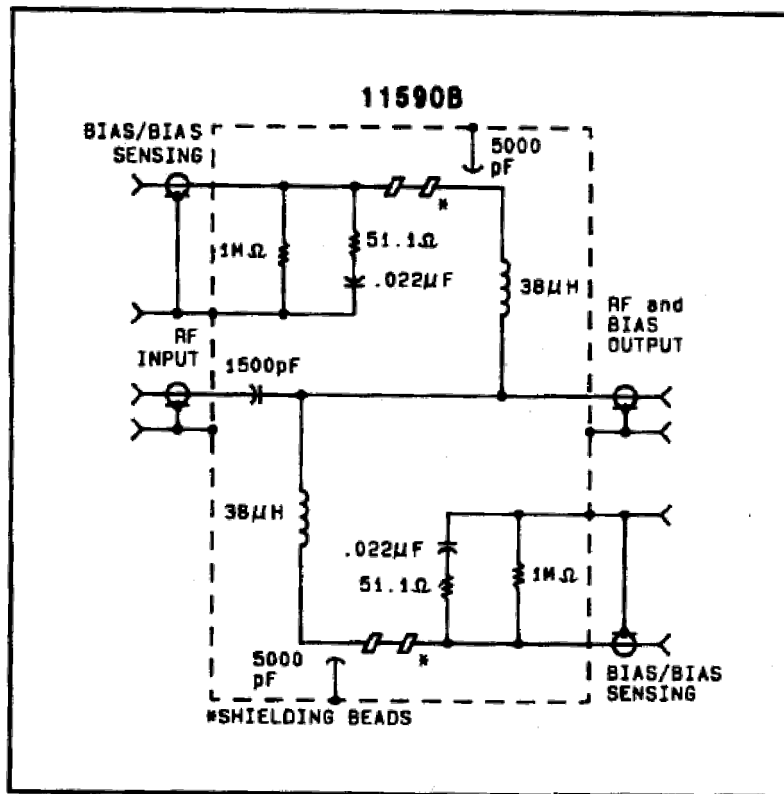 11590B
BIAS/BIAS
SENSING
5000
pF
*
1MΩ
51.1Ω
.022µF
38µH
RF and
BIAS
OUTPUT
RF
INPUT
1500pF
38µH
.022µF
51.1Ω
1MΩ
5000
pF
*
BIAS/BIAS
SENSING
*SHIELDING BEADS